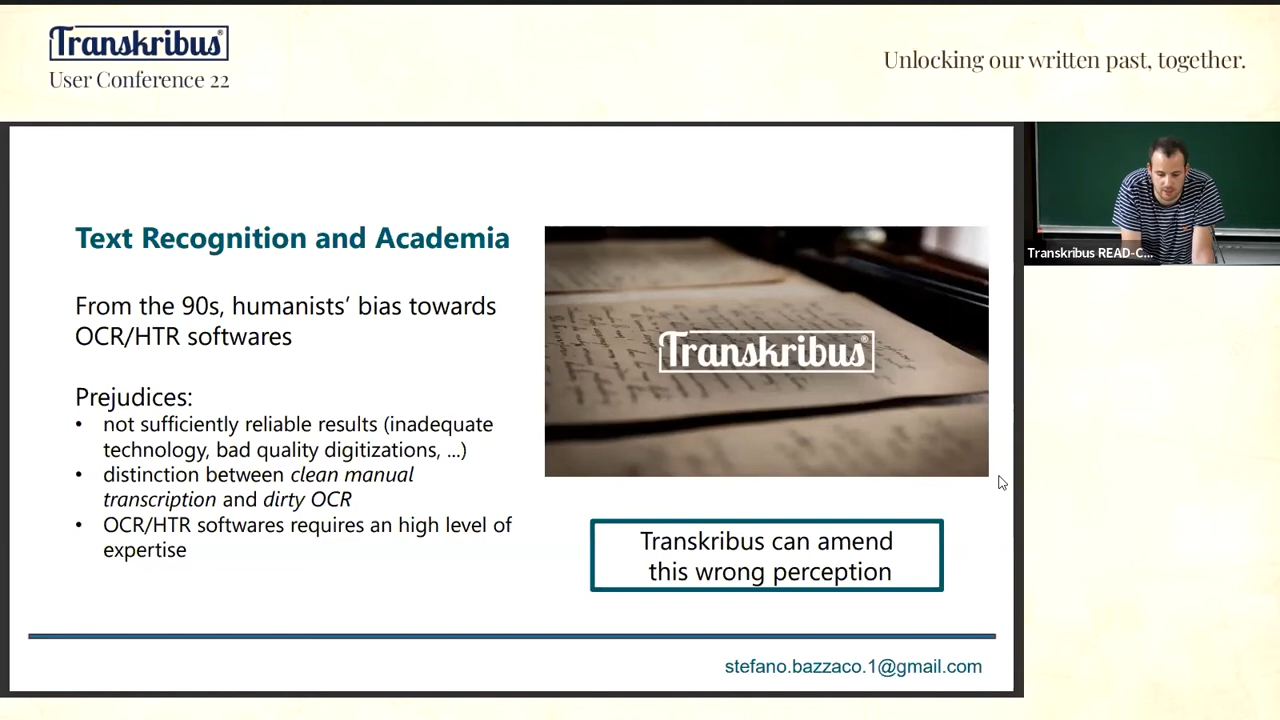 Transkribus®
User Conference 22
Unlocking our written past, together.
Text Recognition and Academia
From the 90s, humanists’ bias towards
OCR/HTR softwares
Prejudices:
• not sufficiently reliable results (inadequate
technology, bad quality digitizations, ...)
• distinction between clean manual
transcription and dirty OCR
• OCR/HTR softwares requires an high level of
expertise
Transkribus®
Transkribus can amend
this wrong perception
stefano.bazzaco.1@gmail.com
Transkribus READ-C...